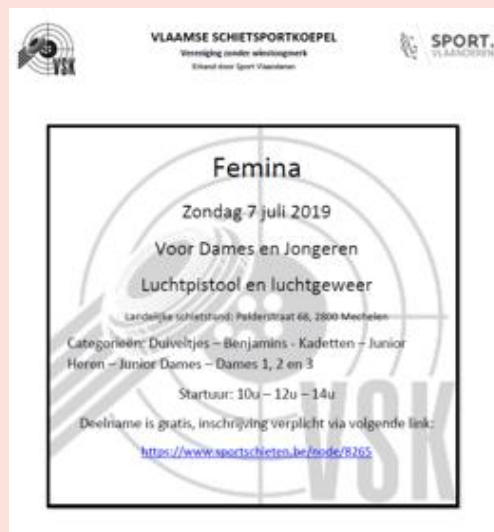 VLAAMSE SCHIETSPORTKOEPEL
Vereniging zonder winstoogmerk
Erkend door Sport Vlaanderen
VSK
SPORT.
VLAANDEREN
Femina
Zondag 7 juli 2019
Voor Dames en Jongeren
Luchtpistool en luchtgeweer
Landelijke schietstand: Polderstraat 68, 2800 Mechelen
Categorieën: Duiveltjes – Benjamins - Kadetten – Junior
Heren – Junior Dames – Dames 1, 2 en 3
Startuur: 10u – 12u – 14u
Deelname is gratis, inschrijving verplicht via volgende link:
https://www.sportschieten.be/node/8265
VSK